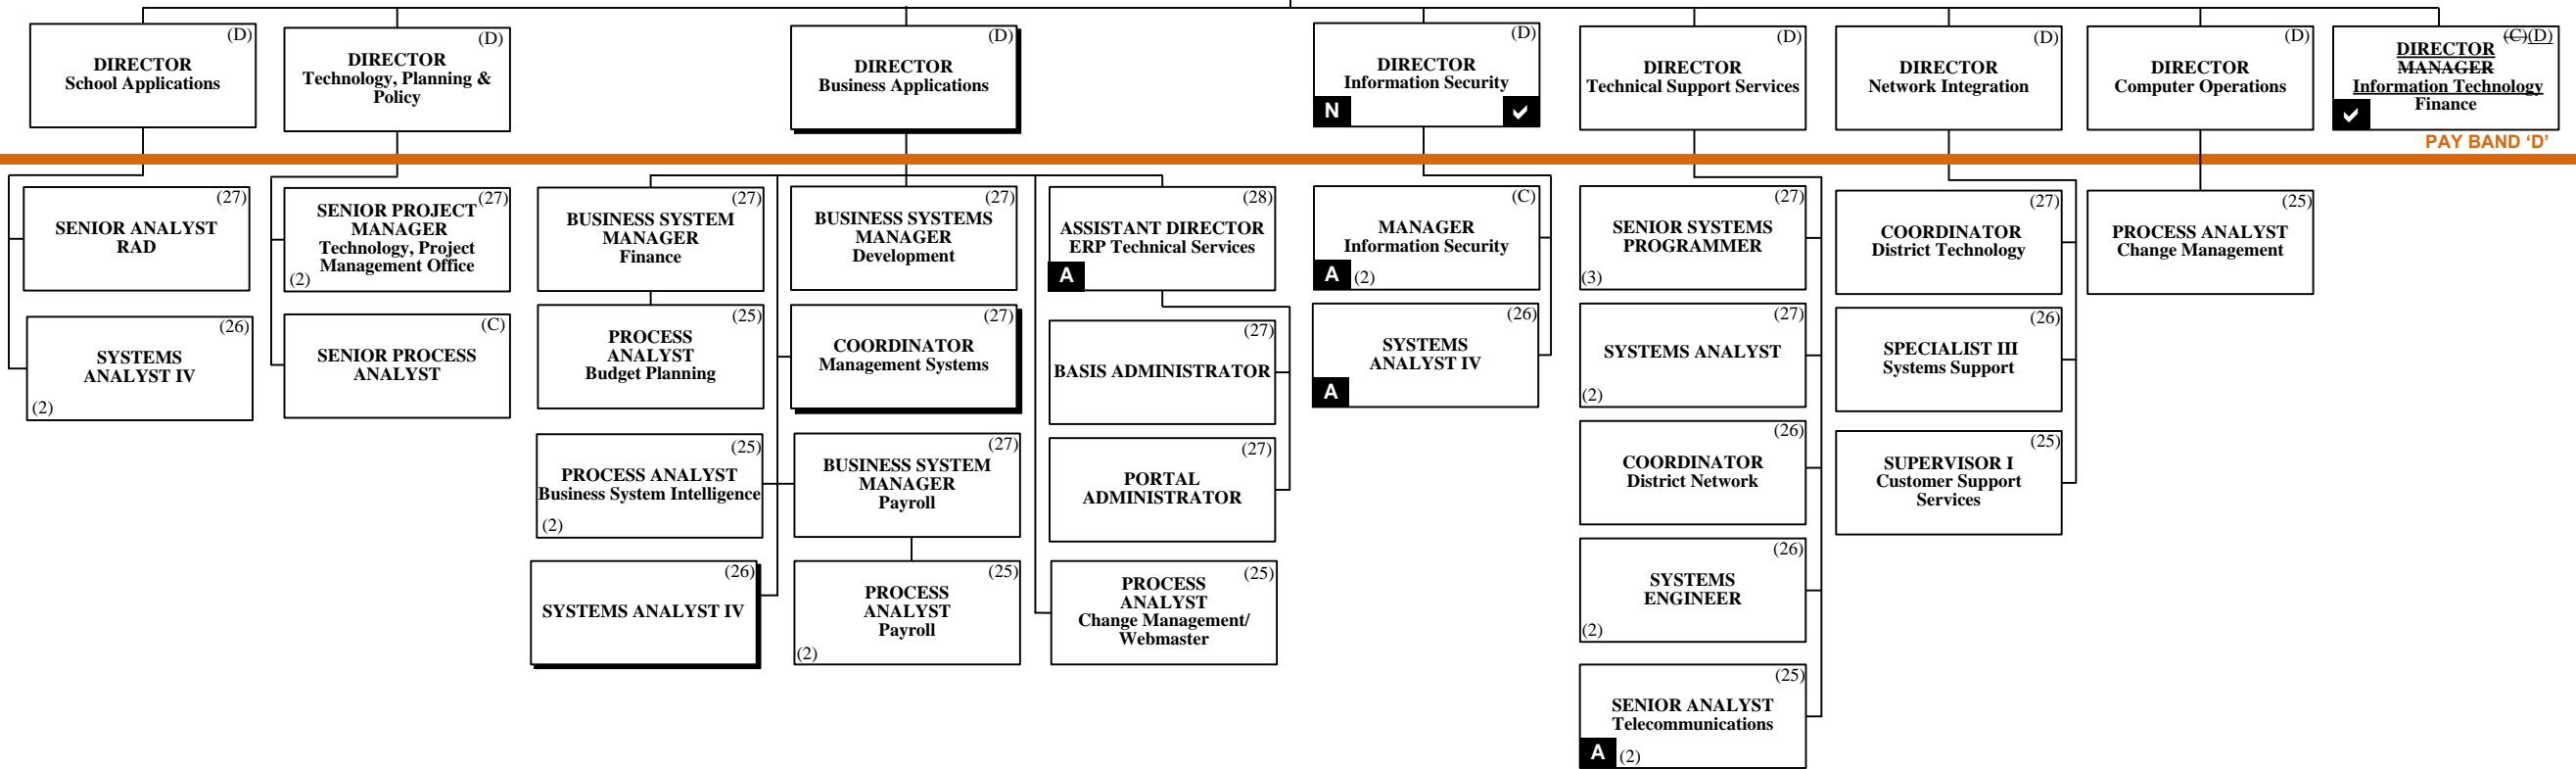 (D)
DIRECTOR
School Applications
(D)
DIRECTOR
Technology, Planning &
Policy
(D)
DIRECTOR
Business Applications
(D)
DIRECTOR
Information Security
N
(D)
DIRECTOR
Technical Support Services
(D)
DIRECTOR
Network Integration
(D)
DIRECTOR
Computer Operations
(C)(D)
DIRECTOR
MANAGER
Information Technology
Finance
PAY BAND ‘D’
(27)
SENIOR ANALYST
RAD
(26)
SYSTEMS
ANALYST IV
(2)
(27)
SENIOR PROJECT
MANAGER
Technology, Project
Management Office
(2)
(C)
SENIOR PROCESS
ANALYST
(27)
BUSINESS SYSTEM
MANAGER
Finance
(25)
PROCESS
ANALYST
Budget Planning
(25)
PROCESS ANALYST
Business System Intelligence
(2)
(26)
SYSTEMS ANALYST IV
(27)
BUSINESS SYSTEMS
MANAGER
Development
(27)
COORDINATOR
Management Systems
(27)
BUSINESS SYSTEM
MANAGER
Payroll
(25)
PROCESS
ANALYST
Payroll
(2)
(28)
ASSISTANT DIRECTOR
ERP Technical Services
A
(27)
BASIS ADMINISTRATOR
(27)
PORTAL
ADMINISTRATOR
(25)
PROCESS
ANALYST
Change Management/
Webmaster
(C)
MANAGER
Information Security
A (2)
(26)
SYSTEMS
ANALYST IV
A
(27)
SENIOR SYSTEMS
PROGRAMMER
(3)
(27)
SYSTEMS ANALYST
(2)
(26)
COORDINATOR
District Network
(26)
SYSTEMS
ENGINEER
(2)
(25)
SENIOR ANALYST
Telecommunications
A (2)
(27)
COORDINATOR
District Technology
(26)
SPECIALIST III
Systems Support
(25)
SUPERVISOR I
Customer Support
Services
(25)
PROCESS ANALYST
Change Management